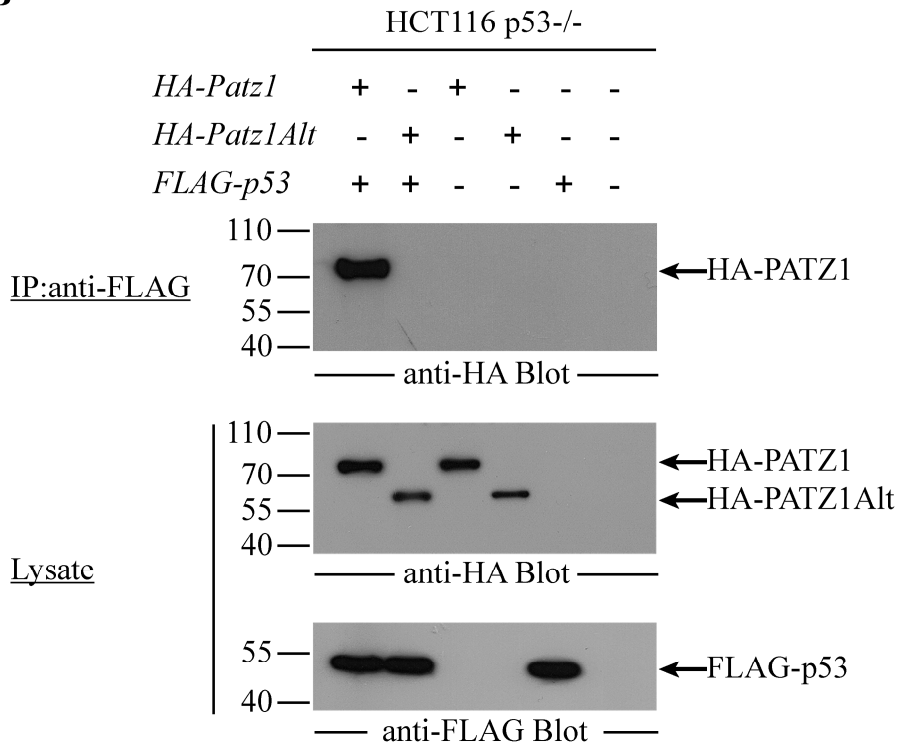 HCT116 p53-/-
HA-Patz1 + - + - - -
HA-Patz1Alt - + - + - -
FLAG-p53 + + - - + -
110
70
55
40
IP:anti-FLAG
HA-PATZ1
anti-HA Blot
110
70
55
40
HA-PATZ1
HA-PATZ1Alt
anti-HA Blot
Lysate
55
40
FLAG-p53
anti-FLAG Blot